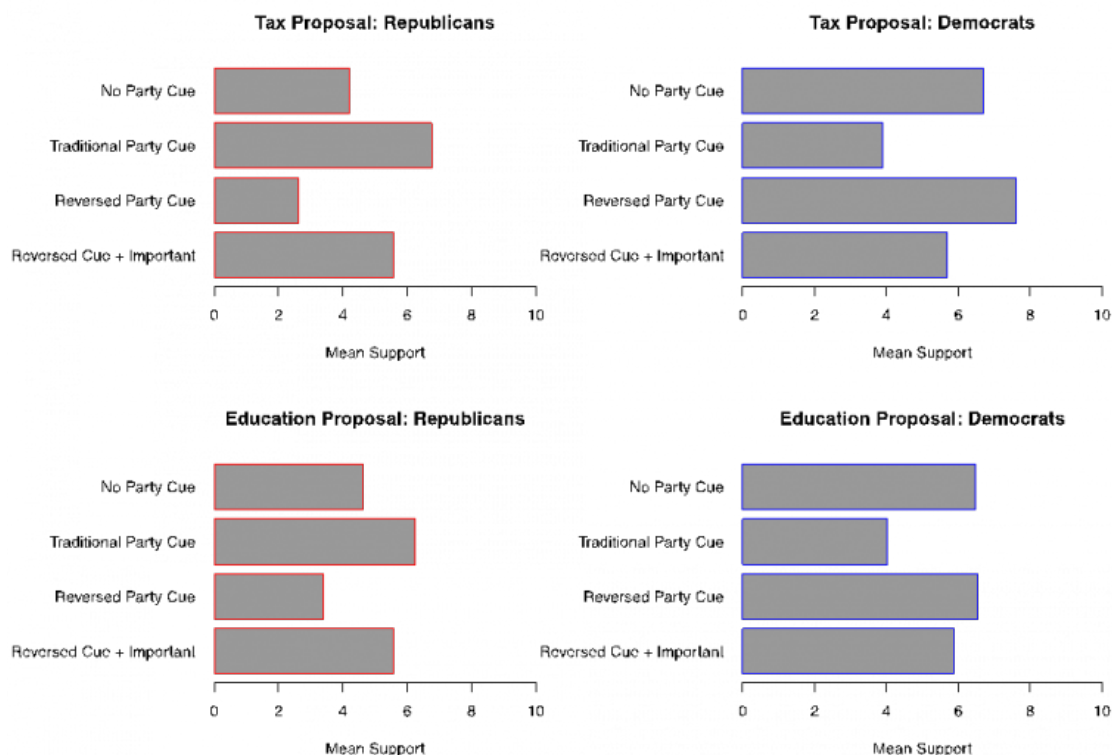 Tax Proposal: Republicans
No Party Cue
Traditional Party Cue
Reversed Party Cue
Reversed Cue + Important
0 2 4 6 8 10
Mean Support
Tax Proposal: Democrats
No Party Cue
Traditional Party Cue
Reversed Party Cue
Reversed Cue + Important
0 2 4 6 8 10
Mean Support
Education Proposal: Republicans
No Party Cue
Traditional Party Cue
Reversed Party Cue
Reversed Cue + Important
0 2 4 6 8 10
Mean Support
Education Proposal: Democrats
No Party Cue
Traditional Party Cue
Reversed Party Cue
Reversed Cue + Important
0 2 4 6 8 10
Mean Support